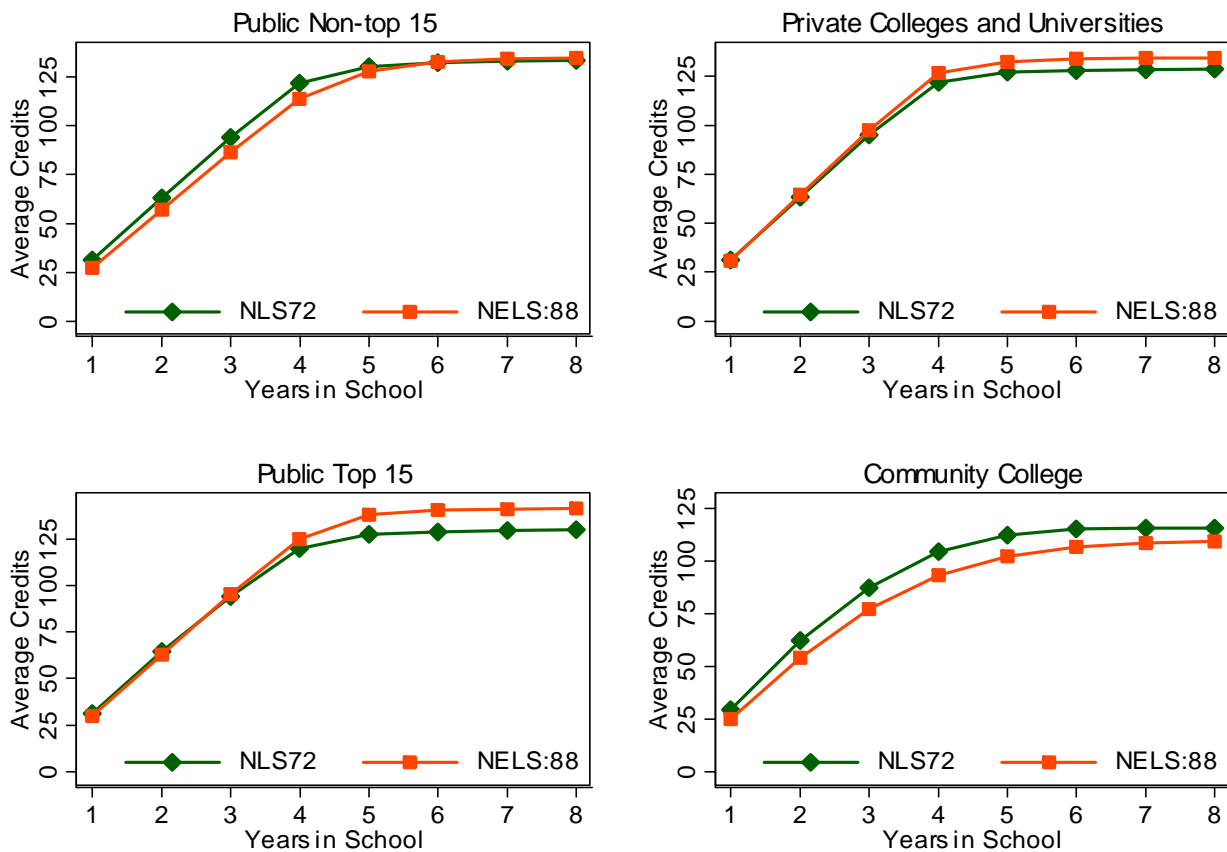 Public Non-top 15
Average Credits
0 25 50 75 100 125
NLS72 NELS:88
1 2 3 4 5 6 7 8
Years in School
Private Colleges and Universities
Average Credits
0 25 50 75 100 125
NLS72 NELS:88
1 2 3 4 5 6 7 8
Years in School
Public Top 15
Average Credits
0 25 50 75 100 125
NLS72 NELS:88
1 2 3 4 5 6 7 8
Years in School
Community College
Average Credits
0 25 50 75 100 125
NLS72 NELS:88
1 2 3 4 5 6 7 8
Years in School